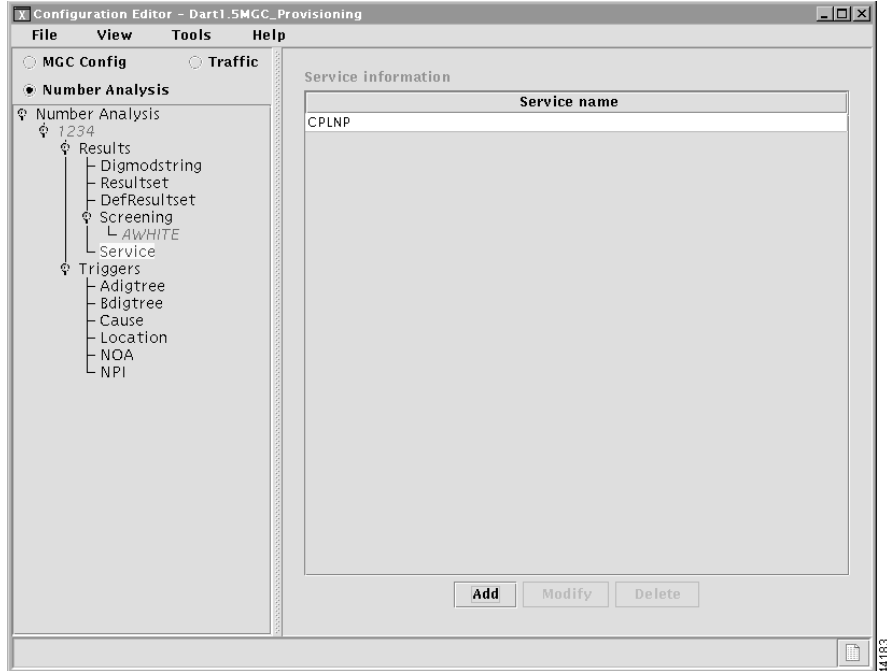 X Configuration Editor - Dart1.5MGC_Provisioning
File View Tools Help
MGC Config Traffic
Number Analysis
Number Analysis
1234
Results
Digmodstring
Resultset
DefResultset
Screening
AWHITE
Service
Triggers
Adigtree
Bdigtree
Cause
Location
NOA
NPI
Service information
Service name
CPLNP
Add Modify Delete